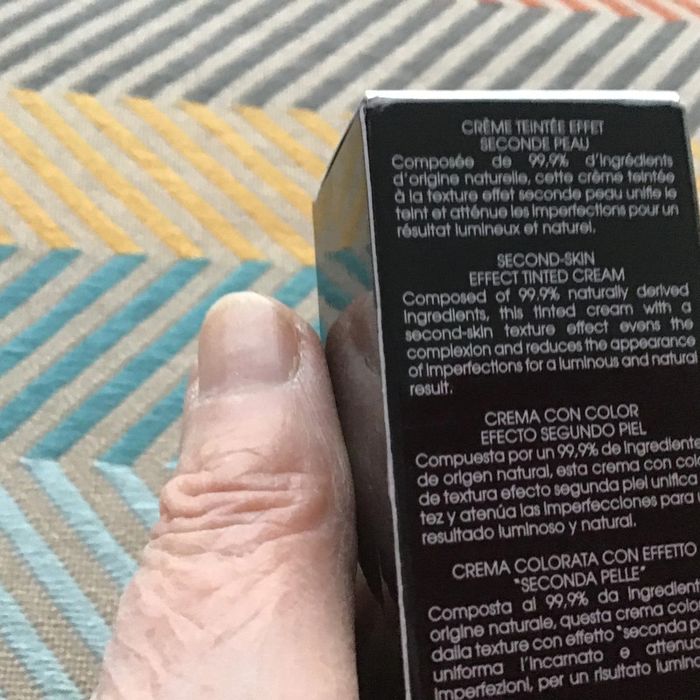 CRÈME TEINTÉE EFFET
SECONDE PEAU
Composée de 99,9% d'ingrédients
d'origine naturelle, cette crème teintée
à la texture effet seconde peau unifie le
teint et atténue les imperfections pour un
résultat lumineux et naturel.
SECOND-SKIN
EFFECT TINTED CREAM
Composed of 99.9% naturally derived
ingredients, this tinted cream with a
second-skin texture effect evens the
complexion and reduces the appearance
of imperfections for a luminous and natural
result.
CREMA CON COLOR
EFECTO SEGUNDO PIEL
Compuesta por un 99,9% de ingrediente
de origen natural, esta crema con colo
de textura efecto segunda piel unifica
tez y atenúa las imperfecciones para
resultado luminoso y natural.
CREMA COLORATA CON EFFETTO
"SECONDA PELLE"
Composta al 99,9% da ingredient
origine naturale, questa crema colo
dalla texture con effetto "seconda p
uniforma l'incarnato e attenu
imperfezioni, per un risultato lumin